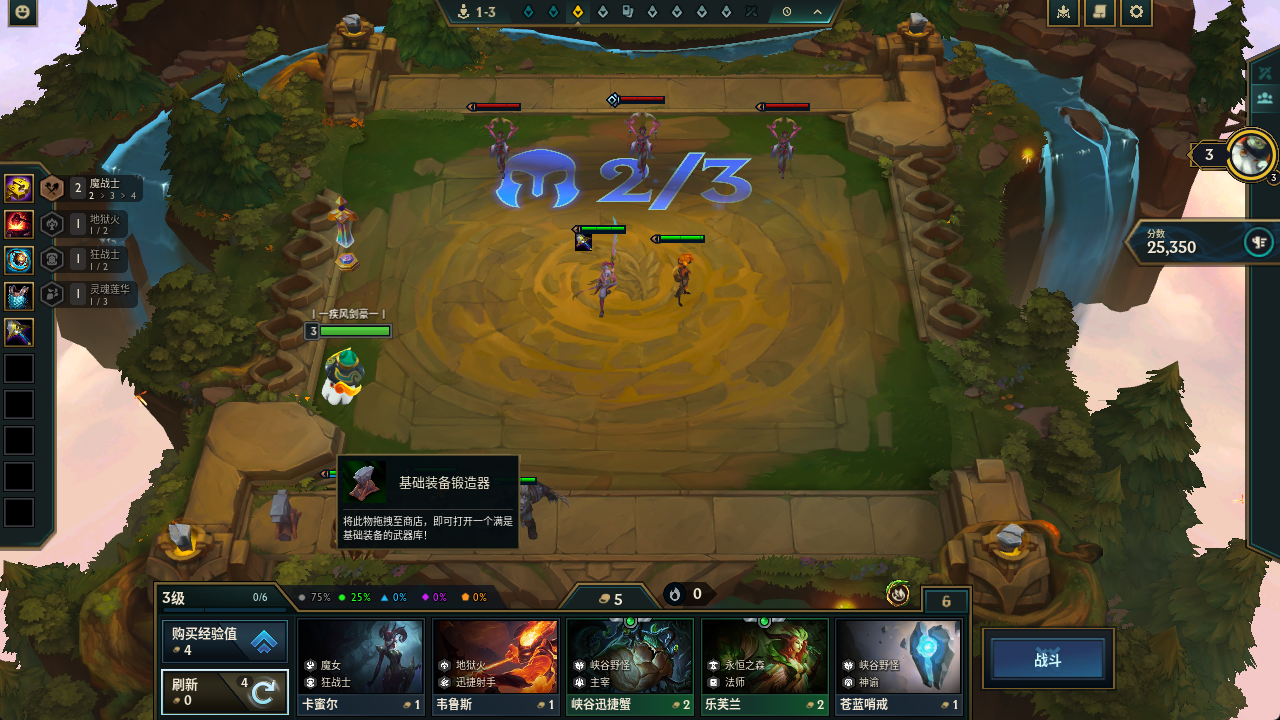 1-3
2/3
2
魔战士
2 > 3 > 4
1
地狱火
1 / 2
1
狂战士
1 / 2
1
灵魂莲华
1 / 3
3
3
分数
25,350
|一疾风剑豪一|
3
基础装备锻造器
将此物拖拽至商店，即可打开一个满是
基础装备的武器库！
3级
0/6
75%
25%
0%
0%
0%
5
0
6
购买经验值
4
刷新
0
4
魔女
狂战士
卡蜜尔
1
地狱火
迅捷射手
韦鲁斯
1
峡谷野怪
主宰
峡谷迅捷蟹
2
永恒之森
法师
乐芙兰
2
峡谷野怪
神谕
苍蓝哨戒
1
战斗